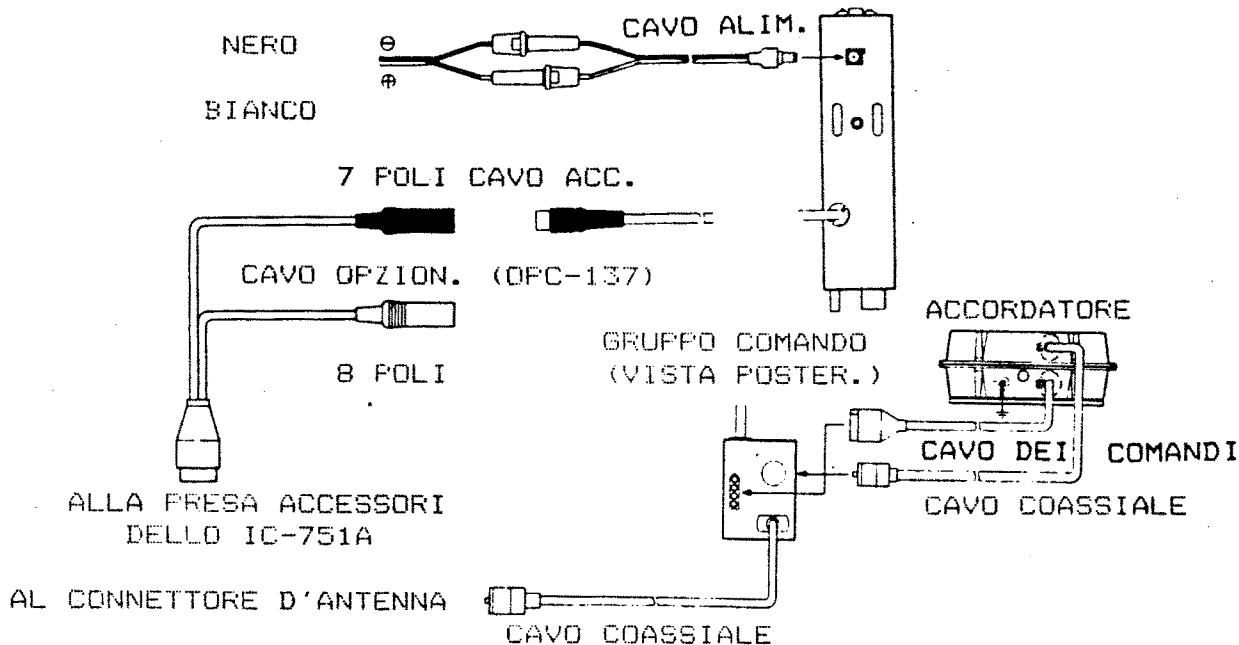 CAVO ALIM.
NERO
⊖
⊕
BIANCO
7 POLI CAVO ACC.
CAVO OPZION. (OPC-137)
8 POLI
GRUPPO COMANDO
(VISTA POSTER.)
ACCORDATORE
CAVO DEI COMANDI
CAVO COASSIALE
ALLA PRESA ACCESSORI
DELLO IC-751A
AL CONNETTORE D'ANTENNA
CAVO COASSIALE